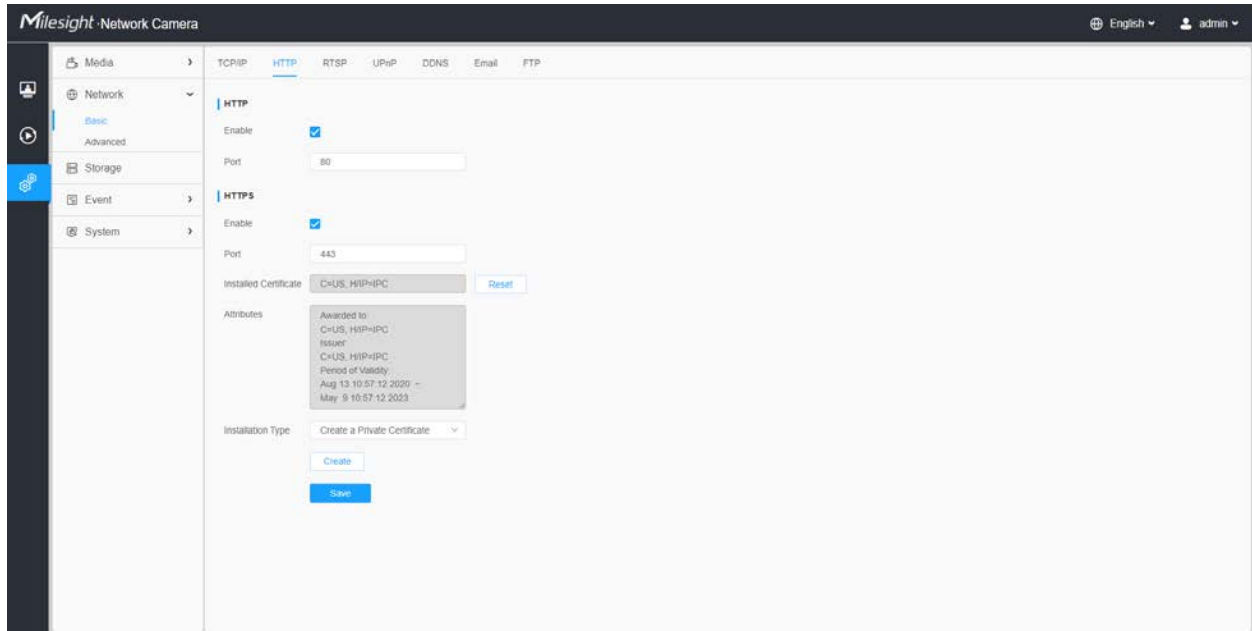 Milesight ·Network Camera
English
admin
Media
Network
Basic
Advanced
Storage
Event
System
TCP/IP HTTP RTSP UPnP DDNS Email FTP
HTTP
Enable
Port 80
HTTPS
Enable
Port 443
Installed Certificate C=US, H/IP=IPC Reset
Attributes
Awarded to
C=US, H/IP=IPC
Issuer
C=US, H/IP=IPC
Period of Validity
Aug 13 10:57:12 2020 ~
May 9 10:57:12 2023
Installation Type Create a Private Certificate
Create
Save